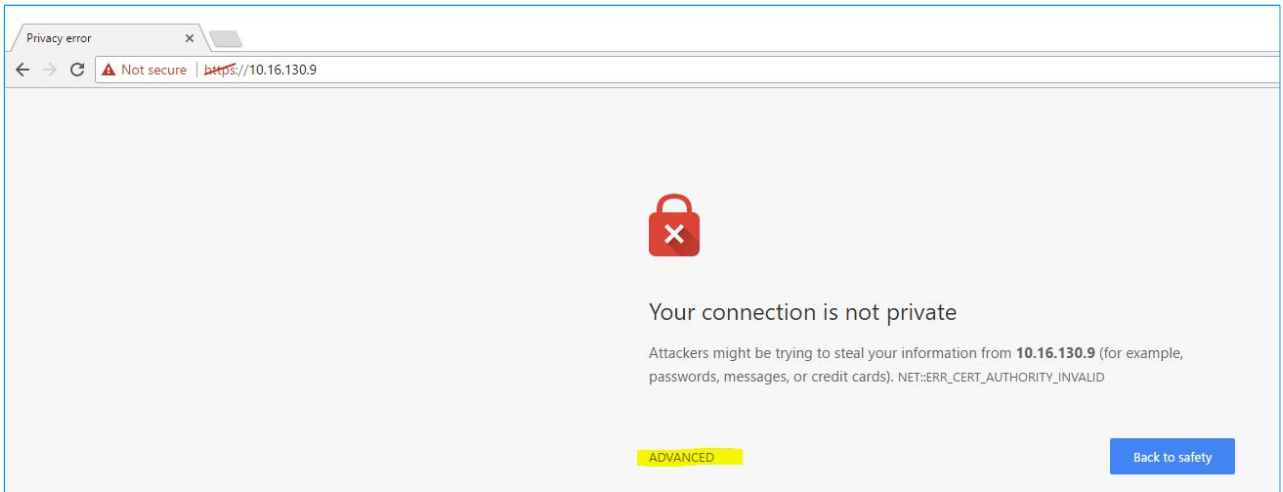 Privacy error
Not secure | https://10.16.130.9
Your connection is not private
Attackers might be trying to steal your information from 10.16.130.9 (for example,
passwords, messages, or credit cards). NET::ERR_CERT_AUTHORITY_INVALID
ADVANCED
Back to safety